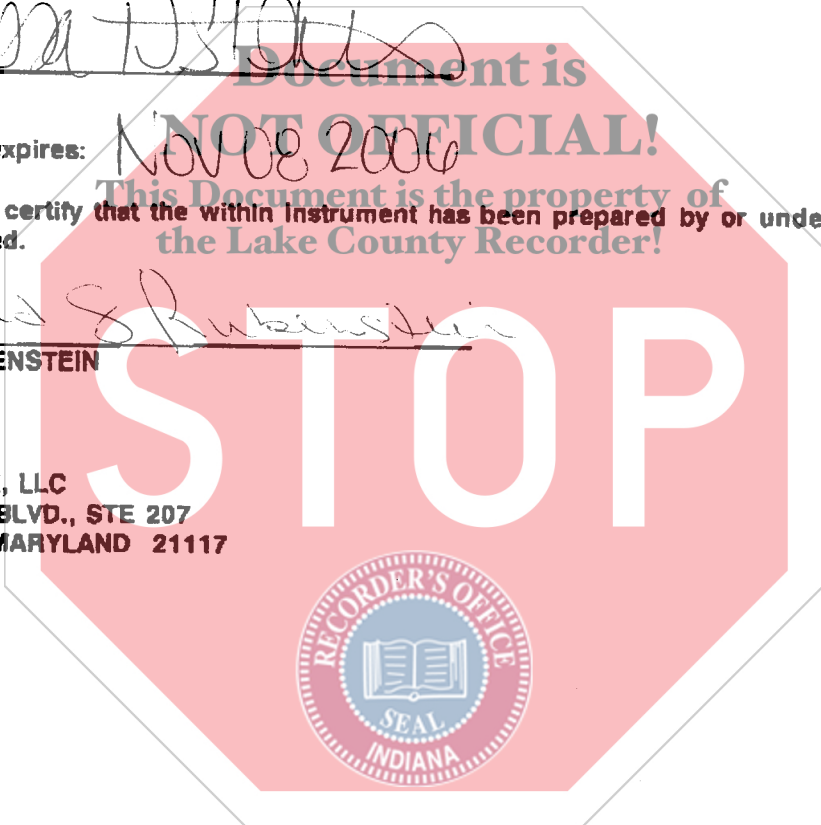 Document is
NOT OFFICIAL!
xpires: NOV 08 2006
This Document is the property of
certify that the within Instrument has been prepared by or unde
d.
the Lake County Recorder!
S Rubenstein
ENSTEIN
STOP
, LLC
BLVD., STE 207
MARYLAND 21117
RECORDER'S OFFICE
SEAL
INDIANA